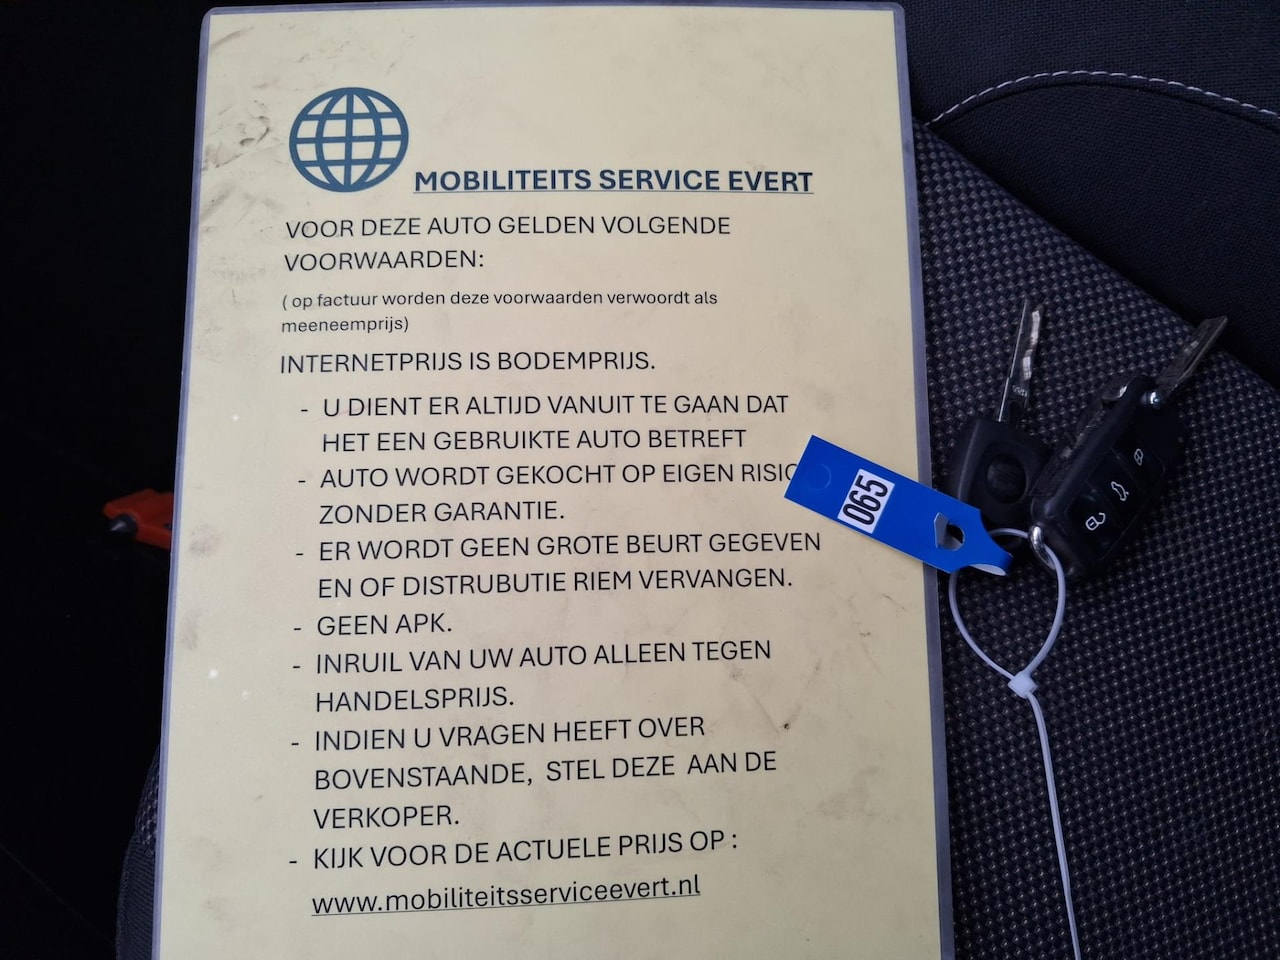 MOBILITEITS SERVICE EVERT
VOOR DEZE AUTO GELDEN VOLGENDE
VOORWAARDEN:
( op factuur worden deze voorwaarden verwoordt als
meeneemprijs)
INTERNETPRIJS IS BODEMPRIJS.
- U DIENT ER ALTIJD VANUIT TE GAAN DAT
HET EEN GEBRUIKTE AUTO BETREFT
- AUTO WORDT GEKOCHT OP EIGEN RISIC
ZONDER GARANTIE.
- ER WORDT GEEN GROTE BEURT GEGEVEN
EN OF DISTRUBUTIE RIEM VERVANGEN.
- GEEN APK.
- INRUIL VAN UW AUTO ALLEEN TEGEN
HANDELSPRIJS.
- INDIEN U VRAGEN HEEFT OVER
BOVENSTAANDE, STEL DEZE AAN DE
VERKOPER.
- KIJK VOOR DE ACTUELE PRIJS OP :
www.mobiliteitsserviceevert.nl
065